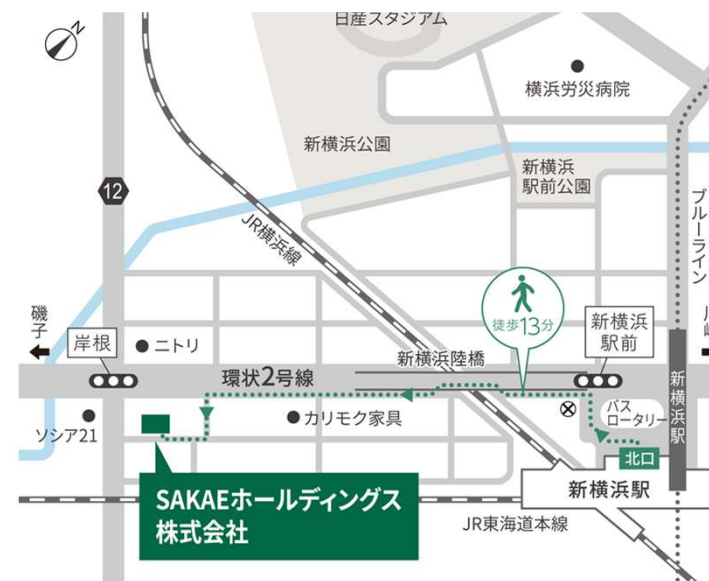 日産スタジアム
N
横浜労災病院
新横浜公園
新横浜
駅前公園
12
JR横浜線
ブルーライン
磯子
岸根
ニトリ
徒歩13分
新横浜
駅前
環状2号線
新横浜陸橋
ソシア21
カリモク家具
バス
ロータリー
新横浜駅
北口
新横浜駅
SAKAEホールディングス
株式会社
JR東海道本線